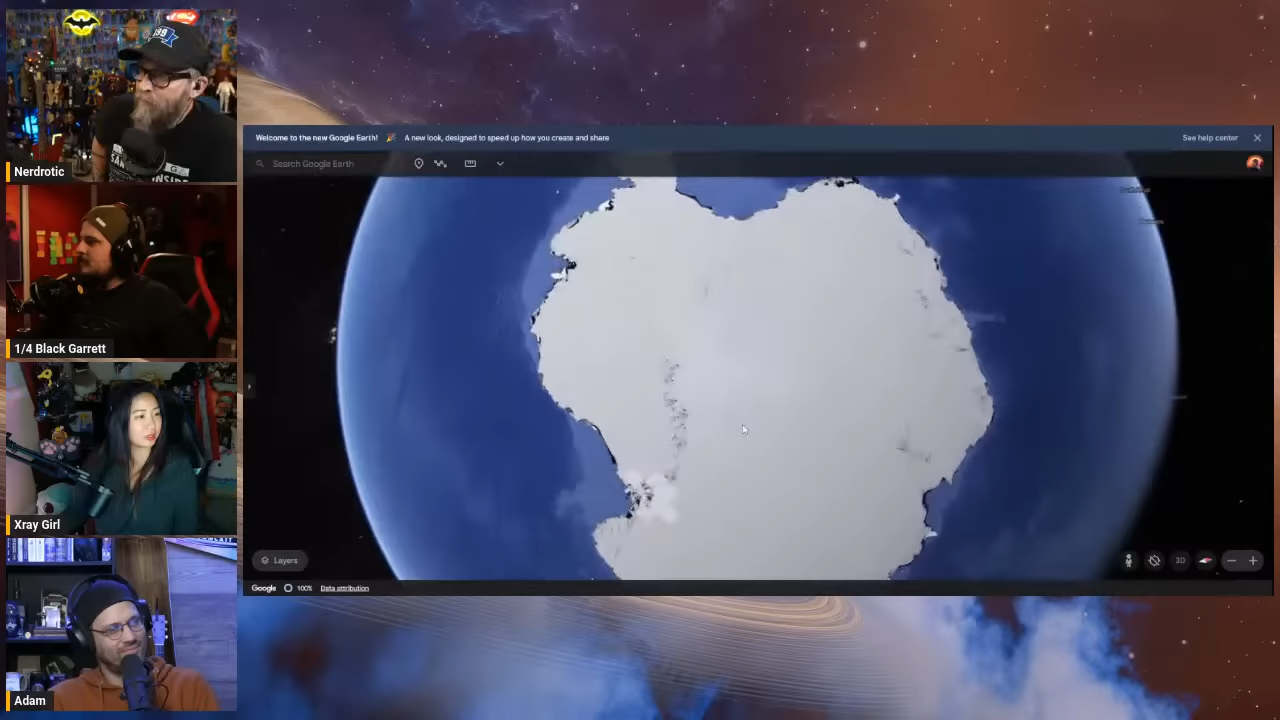 Nerdrotic
1/4 Black Garrett
Xray Girl
Adam
Welcome to the new Google Earth! 🎉 A new look, designed to speed up how you create and share
See help center
Search Google Earth
Layers
3D
Google
100%
Data attribution